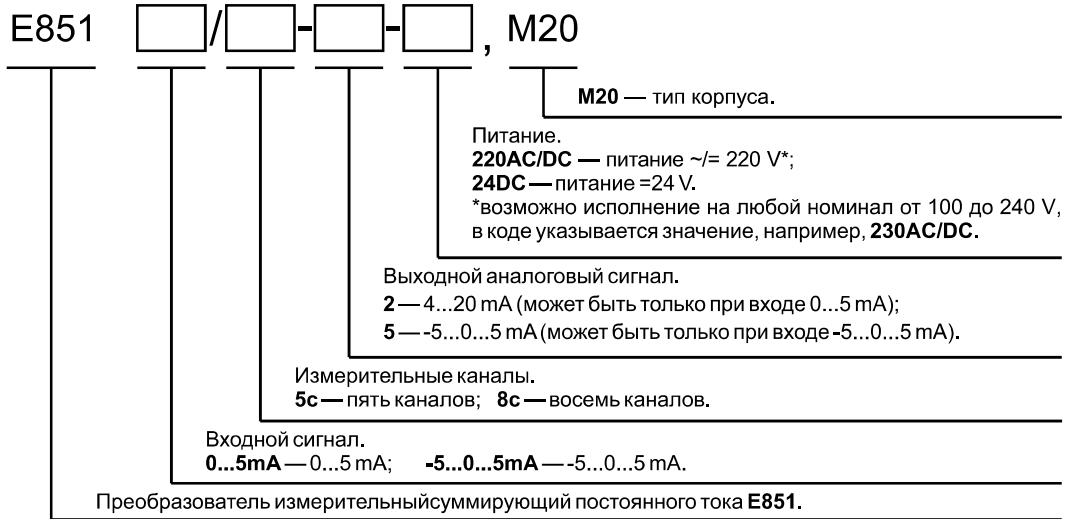 E851 / - - , M20
M20 — тип корпуса.
Питание.
220AC/DC — питание ~/= 220 V*;
24DC — питание =24 V.
*возможно исполнение на любой номинал от 100 до 240 V,
в коде указывается значение, например, 230AC/DC.
Выходной аналоговый сигнал.
2 — 4...20 mA (может быть только при входе 0...5 mA);
5 — -5...0...5 mA (может быть только при входе -5...0...5 mA).
Измерительные каналы.
5c — пять каналов; 8c — восемь каналов.
Входной сигнал.
0...5mA — 0...5 mA; -5...0...5mA — -5...0...5 mA.
Преобразователь измерительныйсуммирующий постоянного тока E851.